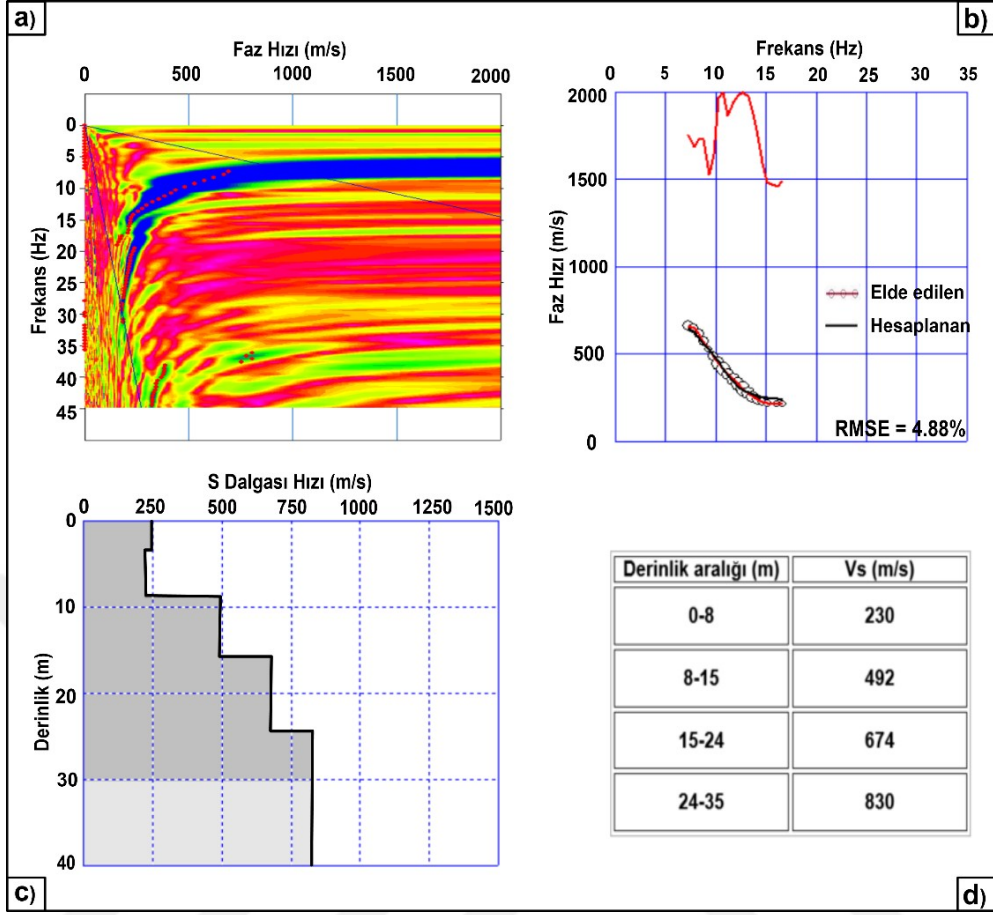 a)
Faz Hızı (m/s)
0 500 1000 1500 2000
Frekans (Hz)
0
5
10
15
20
25
30
35
40
45
b)
Frekans (Hz)
0 5 10 15 20 25 30 35
Faz Hızı (m/s)
2000
1500
1000
500
0
Elde edilen
Hesaplanan
RMSE = 4.88%
c)
S Dalgası Hızı (m/s)
0 250 500 750 1000 1250 1500
Derinlik (m)
0
10
20
30
40
d)
Derinlik aralığı (m) Vs (m/s)
0-8 230
8-15 492
15-24 674
24-35 830